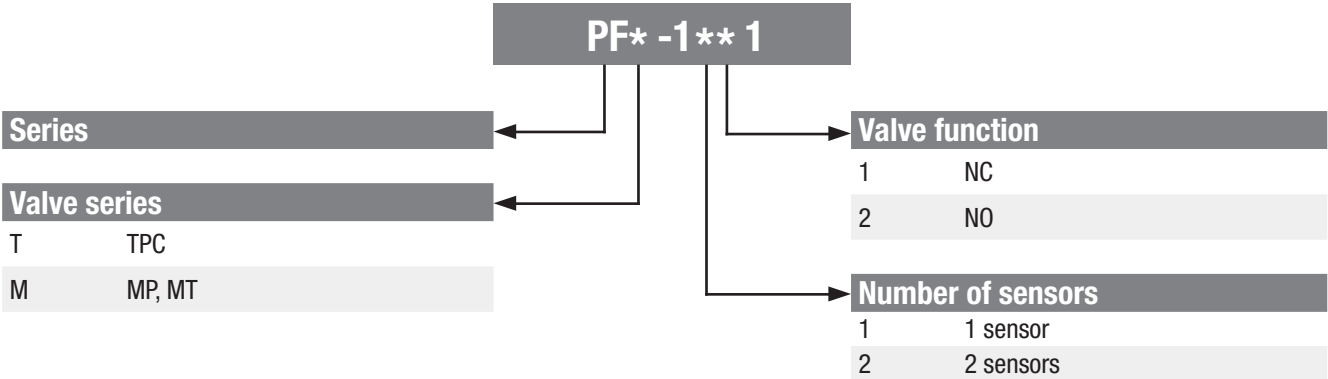 PF* -1** 1
Series
Valve series
T TPC
M MP, MT
Valve function
1 NC
2 NO
Number of sensors
1 1 sensor
2 2 sensors